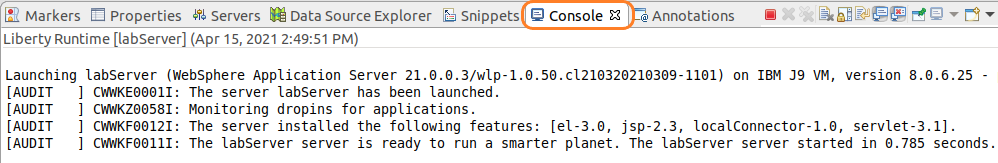 Markers Properties Servers Data Source Explorer Snippets Console Annotations
Liberty Runtime [labServer] (Apr 15, 2021 2:49:51 PM)
Launching labServer (WebSphere Application Server 21.0.0.3/wlp-1.0.50.cl210320210309-1101) on IBM J9 VM, version 8.0.6.25 -
[AUDIT   ] CWWKE0001I: The server labServer has been launched.
[AUDIT   ] CWWKZ0058I: Monitoring dropins for applications.
[AUDIT   ] CWWKF0012I: The server installed the following features: [el-3.0, jsp-2.3, localConnector-1.0, servlet-3.1].
[AUDIT   ] CWWKF0011I: The labServer server is ready to run a smarter planet. The labServer server started in 0.785 seconds.